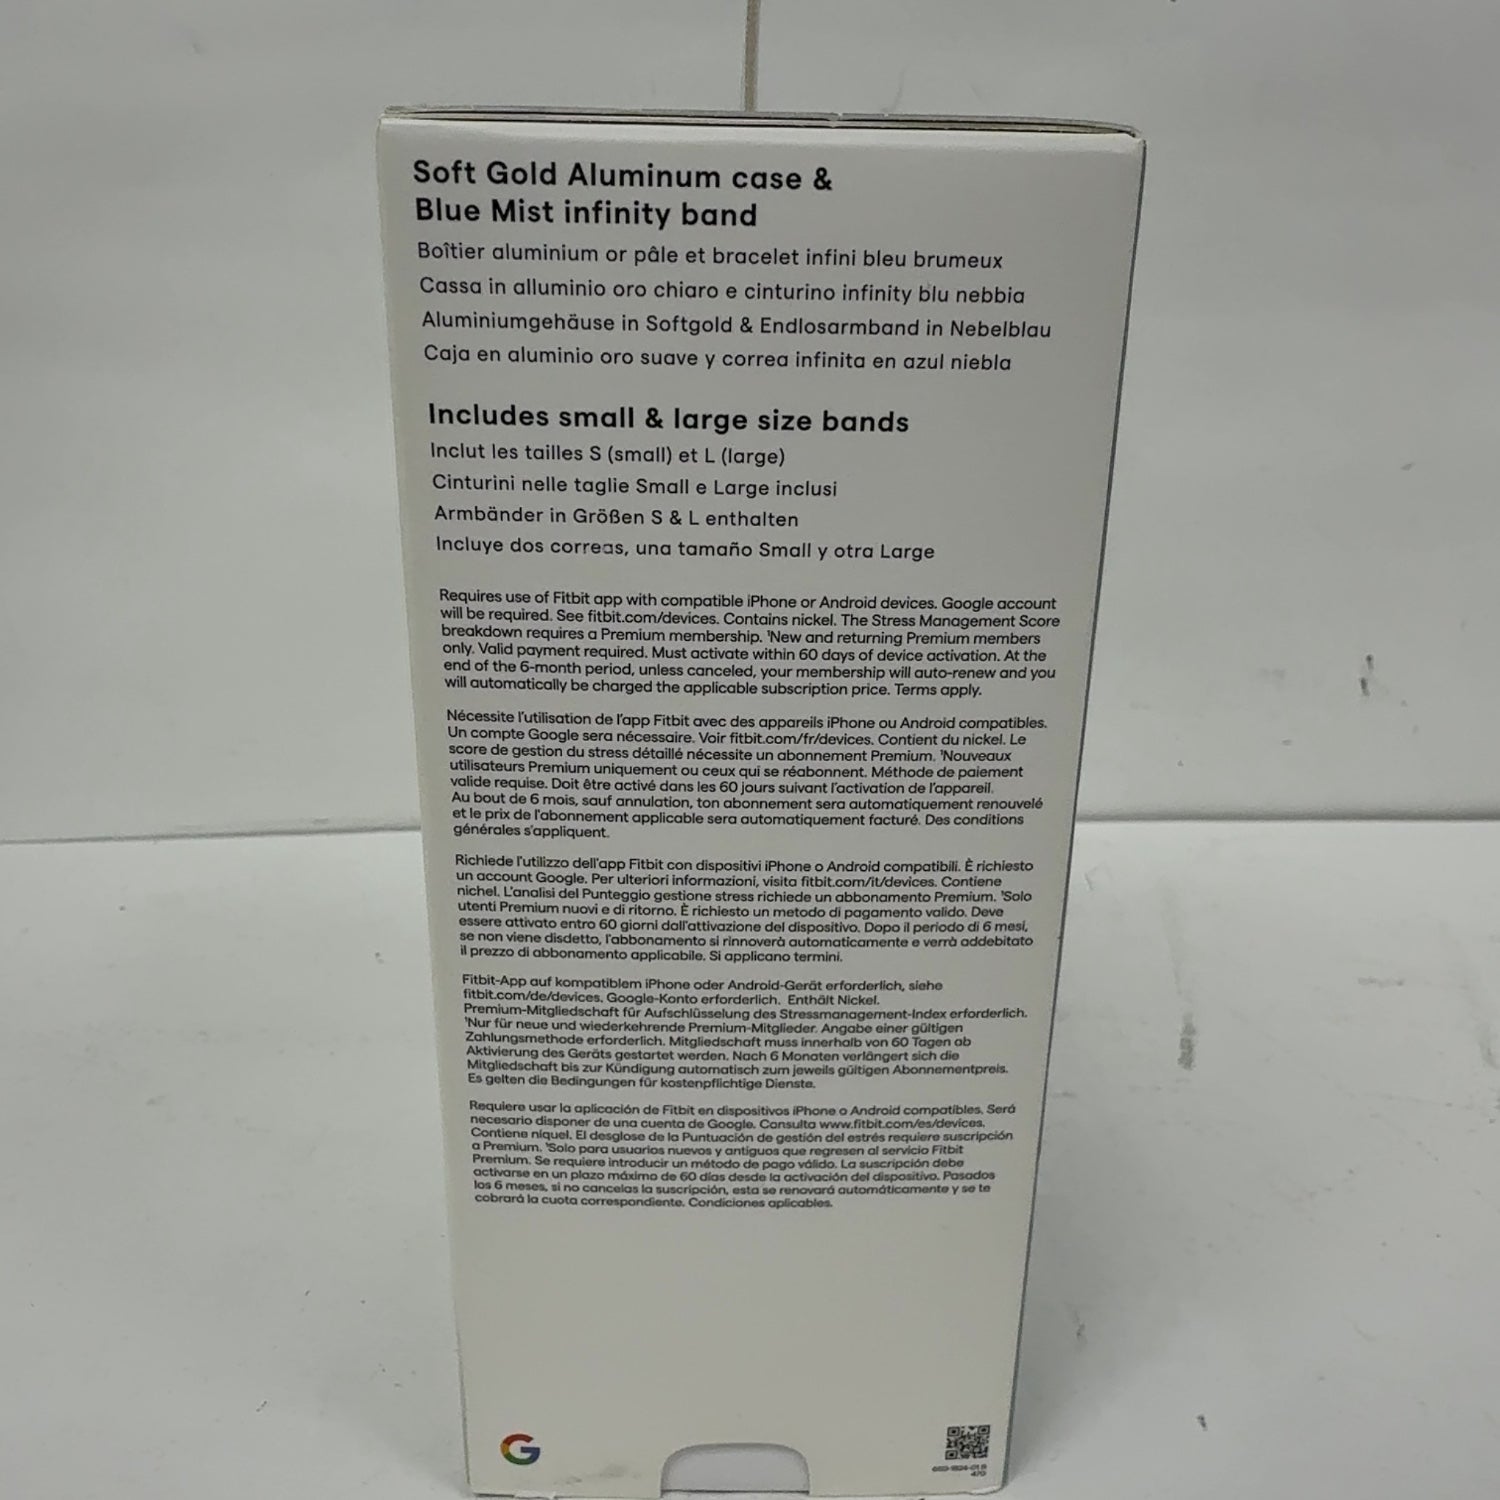 Soft Gold Aluminum case &
Blue Mist infinity band
Boîtier aluminium or pâle et bracelet infini bleu brumeux
Cassa in alluminio oro chiaro e cinturino infinity blu nebbia
Aluminiumgehäuse in Softgold & Endlosarmband in Nebelblau
Caja en aluminio oro suave y correa infinita en azul niebla
Includes small & large size bands
Inclut les tailles S (small) et L (large)
Cinturini nelle taglie Small e Large inclusi
Armbänder in Größen S & L enthalten
Incluye dos correas, una tamaño Small y otra Large
Requires use of Fitbit app with compatible iPhone or Android devices. Google account
will be required. See fitbit.com/devices. Contains nickel. The Stress Management Score
breakdown requires a Premium membership. ¹New and returning Premium members
only. Valid payment required. Must activate within 60 days of device activation. At the
end of the 6-month period, unless canceled, your membership will auto-renew and you
will automatically be charged the applicable subscription price. Terms apply.
Nécessite l'utilisation de l'app Fitbit avec des appareils iPhone ou Android compatibles.
Un compte Google sera nécessaire. Voir fitbit.com/fr/devices. Contient du nickel. Le
score de gestion du stress détaillé nécessite un abonnement Premium. ¹Nouveaux
utilisateurs Premium uniquement ou ceux qui se réabonnent. Méthode de paiement
valide requise. Doit être activé dans les 60 jours suivant l'activation de l'appareil.
Au bout de 6 mois, sauf annulation, ton abonnement sera automatiquement renouvelé
et le prix de l'abonnement applicable sera automatiquement facturé. Des conditions
générales s'appliquent.
Richiede l'utilizzo dell'app Fitbit con dispositivi iPhone o Android compatibili. È richiesto
un account Google. Per ulteriori informazioni, visita fitbit.com/it/devices. Contiene
nichel. L'analisi del Punteggio gestione stress richiede un abbonamento Premium. ¹Solo
utenti Premium nuovi e di ritorno. È richiesto un metodo di pagamento valido. Deve
essere attivato entro 60 giorni dall'attivazione del dispositivo. Dopo il periodo di 6 mesi,
se non viene disdetto, l'abbonamento si rinnoverà automaticamente e verrà addebitato
il prezzo di abbonamento applicabile. Si applicano termini.
Fitbit-App auf kompatiblem iPhone oder Android-Gerät erforderlich, siehe
fitbit.com/de/devices. Google-Konto erforderlich. Enthält Nickel.
Premium-Mitgliedschaft für Aufschlüsselung des Stressmanagement-Index erforderlich.
¹Nur für neue und wiederkehrende Premium-Mitglieder. Angabe einer gültigen
Zahlungsmethode erforderlich. Mitgliedschaft muss innerhalb von 60 Tagen ab
Aktivierung des Geräts gestartet werden. Nach 6 Monaten verlängert sich die
Mitgliedschaft bis zur Kündigung automatisch zum jeweils gültigen Abonnementpreis.
Es gelten die Bedingungen für kostenpflichtige Dienste.
Requiere usar la aplicación de Fitbit en dispositivos iPhone o Android compatibles. Será
necesario disponer de una cuenta de Google. Consulta www.fitbit.com/es/devices.
Contiene níquel. El desglose de la Puntuación de gestión del estrés requiere suscripción
a Premium. ¹Solo para usuarios nuevos y antiguos que regresen al servicio Fitbit
Premium. Se requiere introducir un método de pago válido. La suscripción debe
activarse en un plazo máximo de 60 días desde la activación del dispositivo. Pasados
los 6 meses, si no cancelas la suscripción, esta se renovará automáticamente y se te
cobrará la cuota correspondiente. Condiciones aplicables.
G